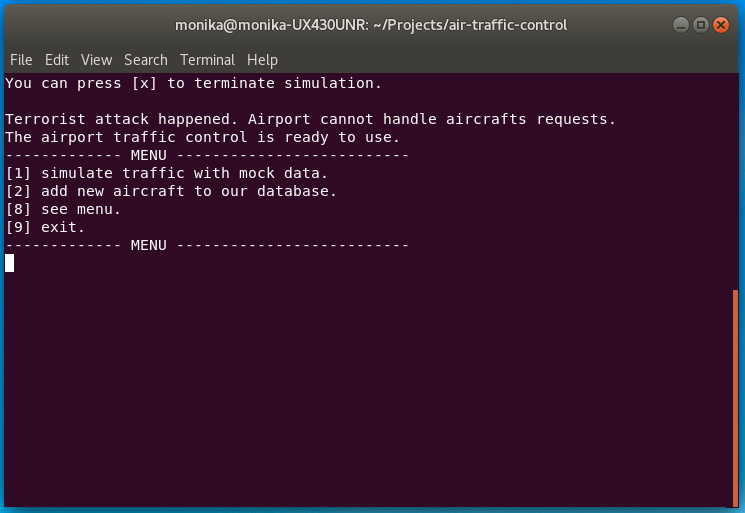 monika@monika-UX430UNR: ~/Projects/air-traffic-control
File Edit View Search Terminal Help
You can press [x] to terminate simulation.
Terrorist attack happened. Airport cannot handle aircrafts requests.
The airport traffic control is ready to use.
------------- MENU --------------------------
[1] simulate traffic with mock data.
[2] add new aircraft to our database.
[8] see menu.
[9] exit.
------------- MENU --------------------------